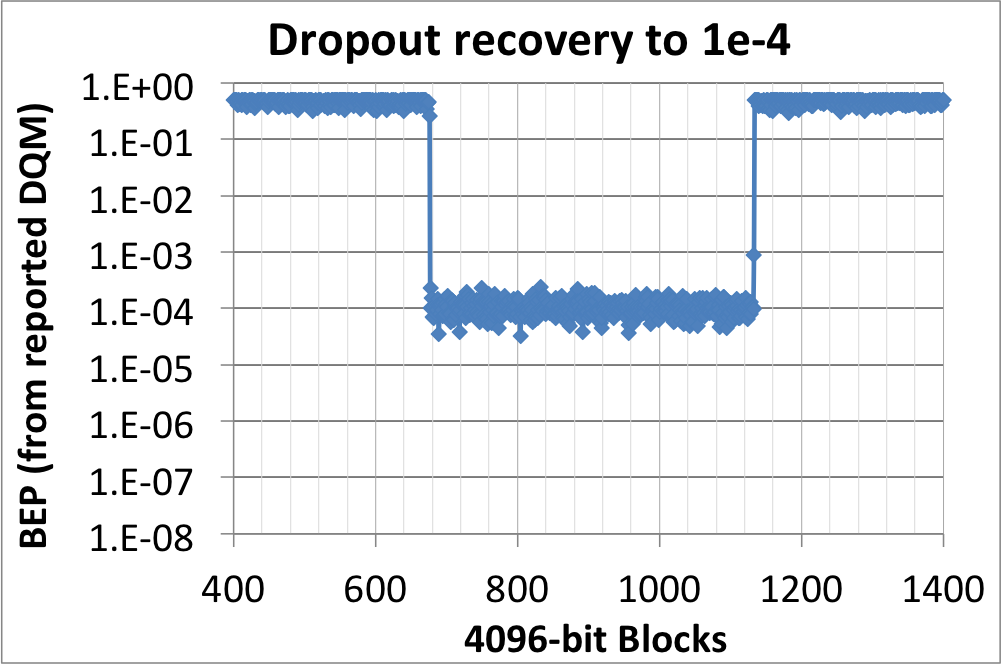 Dropout recovery to 1e-4
BEP (from reported DQM)
1.E+00
1.E-01
1.E-02
1.E-03
1.E-04
1.E-05
1.E-06
1.E-07
1.E-08
400 600 800 1000 1200 1400
4096-bit Blocks